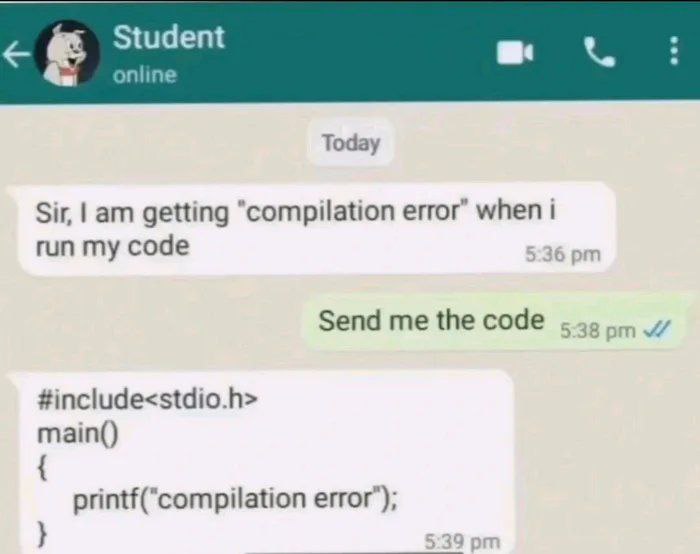 Student
online
Today
Sir, I am getting "compilation error" when i
run my code
5:36 pm
Send me the code
5:38 pm
#include<stdio.h>
main()
{
printf("compilation error");
}
5:39 pm